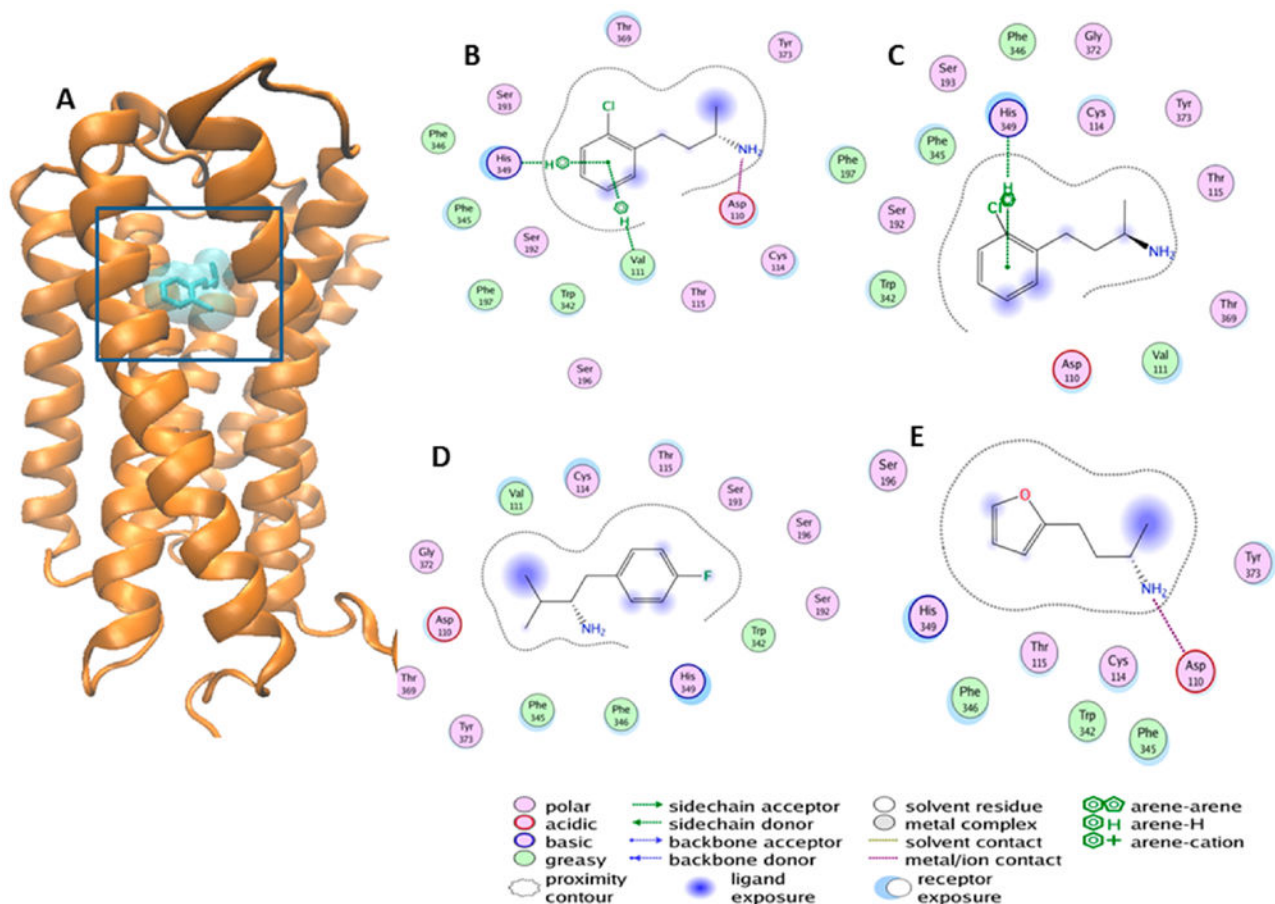 A
B
Thr
369
Tyr
373
Ser
193
Cl
Phe
346
His
349
H
NH2
Phe
345
Ser
192
H
Asp
110
Val
111
Cys
114
Phe
197
Trp
342
Thr
115
Ser
196
C
Phe
346
Gly
372
Ser
193
His
349
Cys
114
Tyr
373
Phe
345
Phe
197
Thr
115
H
Cl
Ser
192
NH2
Trp
342
Thr
369
Asp
110
Val
111
D
Thr
115
Cys
114
Val
111
Ser
193
Ser
196
Gly
372
F
Ser
192
Asp
110
NH2
Trp
342
Thr
369
His
349
Phe
345
Phe
346
Tyr
373
E
Ser
196
O
Tyr
373
NH2
His
349
Thr
115
Cys
114
Asp
110
Phe
346
Trp
342
Phe
345
polar
acidic
basic
greasy
proximity
contour
sidechain acceptor
sidechain donor
backbone acceptor
backbone donor
ligand
exposure
solvent residue
metal complex
solvent contact
metal/ion contact
receptor
exposure
arene-arene
H arene-H
+ arene-cation